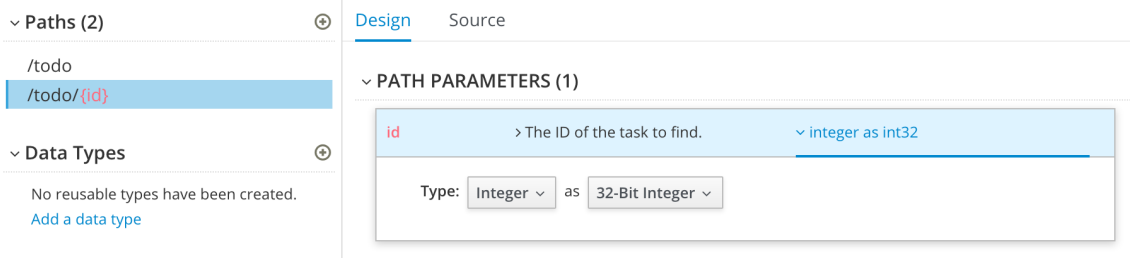 Paths (2)
/todo
/todo/{id}
Data Types
No reusable types have been created.
Add a data type
Design Source
PATH PARAMETERS (1)
id The ID of the task to find. integer as int32
Type: Integer as 32-Bit Integer